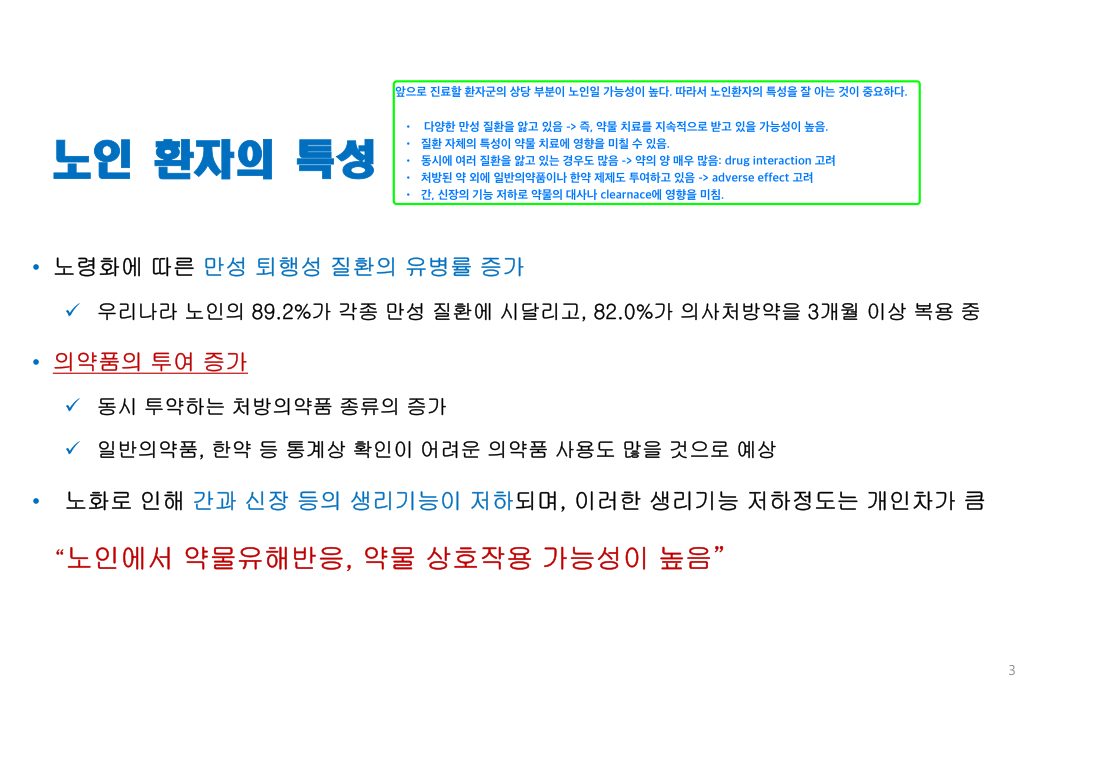 앞으로 진료할 환자군의 상당 부분이 노인일 가능성이 높다. 따라서 노인환자의 특성을 잘 아는 것이 중요하다.
• 다양한 만성 질환을 앓고 있음 -> 즉, 약물 치료를 지속적으로 받고 있을 가능성이 높음.
• 질환 자체의 특성이 약물 치료에 영향을 미칠 수 있음.
• 동시에 여러 질환을 앓고 있는 경우도 많음 -> 약의 양 매우 많음: drug interaction 고려
• 처방된 약 외에 일반의약품이나 한약 제제도 투여하고 있음 -> adverse effect 고려
• 간, 신장의 기능 저하로 약물의 대사나 clearnace에 영향을 미침.
노인 환자의 특성
• 노령화에 따른 만성 퇴행성 질환의 유병률 증가
✓ 우리나라 노인의 89.2%가 각종 만성 질환에 시달리고, 82.0%가 의사처방약을 3개월 이상 복용 중
• 의약품의 투여 증가
✓ 동시 투약하는 처방의약품 종류의 증가
✓ 일반의약품, 한약 등 통계상 확인이 어려운 의약품 사용도 많을 것으로 예상
• 노화로 인해 간과 신장 등의 생리기능이 저하되며, 이러한 생리기능 저하정도는 개인차가 큼
“노인에서 약물유해반응, 약물 상호작용 가능성이 높음”
3